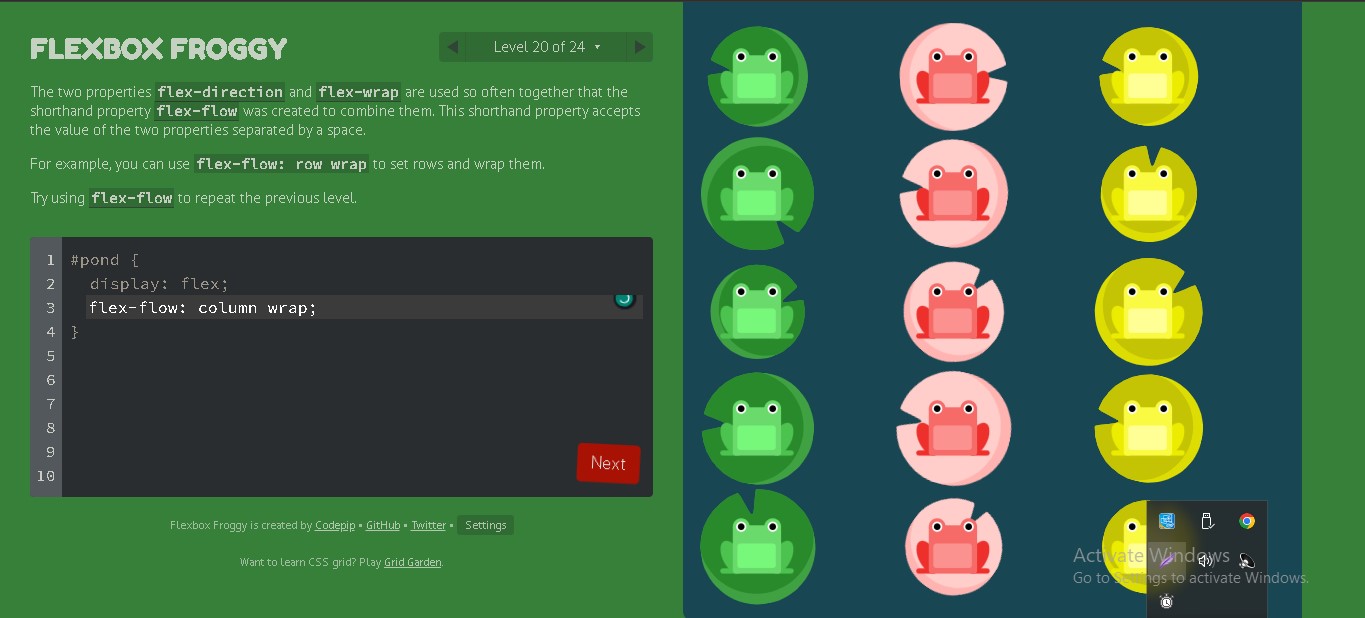 FLEXBOX FROGGY
Level 20 of 24
The two properties flex-direction and flex-wrap are used so often together that the
shorthand property flex-flow was created to combine them. This shorthand property accepts
the value of the two properties separated by a space.
For example, you can use flex-flow: row wrap to set rows and wrap them.
Try using flex-flow to repeat the previous level.
1 #pond {
2 display: flex;
3 flex-flow: column wrap;
4 }
5
6
7
8
9
10
Next
Flexbox Froggy is created by Codepip • GitHub • Twitter • Settings
Want to learn CSS grid? Play Grid Garden.
Activate Windows
Go to Settings to activate Windows.